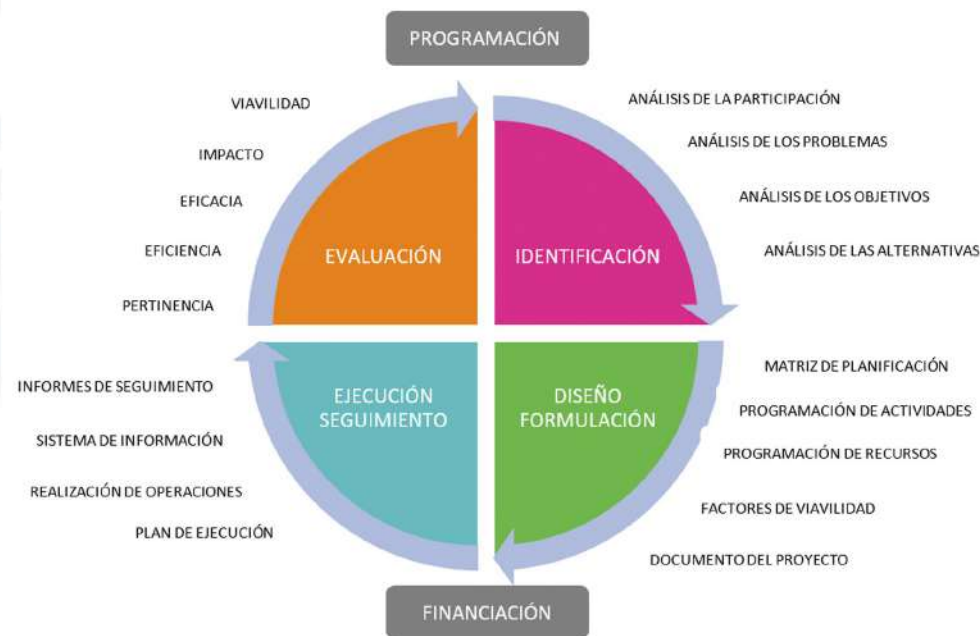 PROGRAMACIÓN
VIAVILIDAD
IMPACTO
EFICACIA
EFICIENCIA
PERTINENCIA
EVALUACIÓN
IDENTIFICACIÓN
ANÁLISIS DE LA PARTICIPACIÓN
ANÁLISIS DE LOS PROBLEMAS
ANÁLISIS DE LOS OBJETIVOS
ANÁLISIS DE LAS ALTERNATIVAS
INFORMES DE SEGUIMIENTO
SISTEMA DE INFORMACIÓN
REALIZACIÓN DE OPERACIONES
PLAN DE EJECUCIÓN
EJECUCIÓN
SEGUIMIENTO
DISEÑO
FORMULACIÓN
MATRIZ DE PLANIFICACIÓN
PROGRAMACIÓN DE ACTIVIDADES
PROGRAMACIÓN DE RECURSOS
FACTORES DE VIAVILIDAD
DOCUMENTO DEL PROYECTO
FINANCIACIÓN